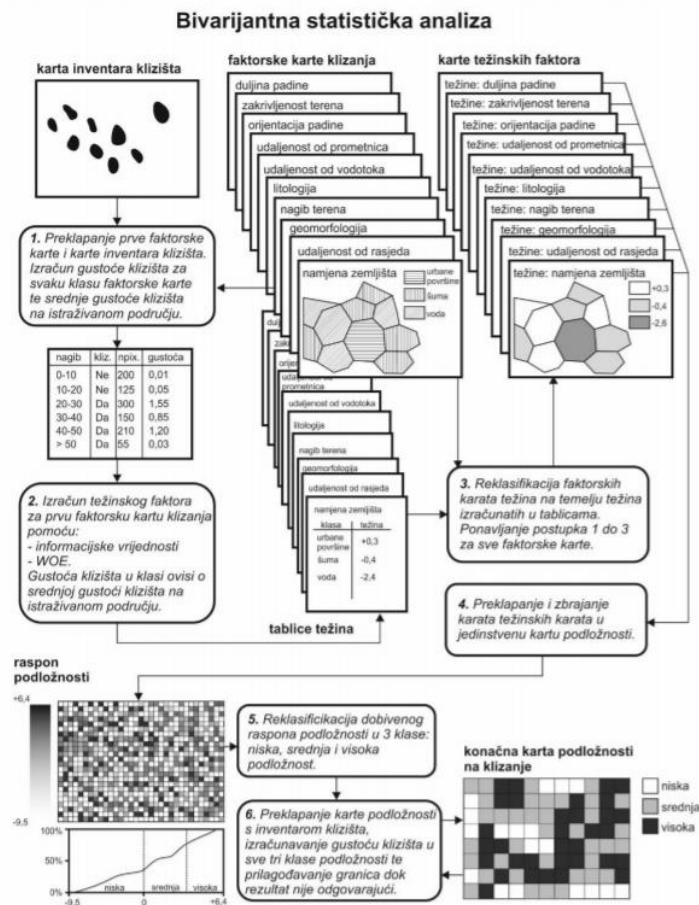 Bivarijantna statistička analiza
karta inventara klizišta
faktorske karte klizanja
duljina padine
zakrivljenost terena
orijentacija padine
udaljenost od prometnica
udaljenost od vodotoka
litologija
nagib terena
geomorfologija
udaljenost od rasjeda
namjena zemljišta
urbane
površine
šuma
voda
karte težinskih faktora
težine: duljina padine
težine: zakrivljenost terena
težine: orijentacija padine
težine: udaljenost od prometnica
težine: udaljenost od vodotoka
težine: litologija
težine: nagib terena
težine: geomorfologija
težine: udaljenost od rasjeda
težine: namjena zemljišta
+0,3
-0,4
-2,6
1. Preklapanje prve faktorske
karte i karte inventara klizišta.
Izračun gustoće klizišta za
svaku klasu faktorske karte
te srednje gustoće klizišta
na istraživanom području.
nagib kliz. npix. gustoća
0-10 Ne 200 0,01
10-20 Ne 125 0,05
20-30 Da 300 1,55
30-40 Da 150 0,85
40-50 Da 210 1,20
> 50 Da 55 0,03
2. Izračun težinskog faktora
za prvu faktorsku kartu klizanja
pomoću:
- informacijske vrijednosti
- WOE.
Gustoća klizišta u klasi ovisi o
srednjoj gustoći klizišta na
istraživanom području.
prometnica
udaljenost od vodotoka
litologija
nagib terena
geomorfologija
udaljenost od rasjeda
namjena zemljišta
klasa težina
urbane
površine +0,3
šuma -0,4
voda -2,4
tablice težina
3. Reklasifikacija faktorskih
karata težina na temelju težina
izračunatih u tablicama.
Ponavljanje postupka 1 do 3
za sve faktorske karte.
4. Preklapanje i zbrajanje
karata težinskih karata u
jedinstvenu kartu podložnosti.
raspon
podložnosti
+6,4
-9,5
100%
50%
0%
niska srednja visoka
-9.5 0 +6,4
5. Reklasificikacija dobivenog
raspona podložnosti u 3 klase:
niska, srednja i visoka
podložnost.
6. Preklapanje karte podložnosti
s inventarom klizišta,
izračunavanje gustoću klizišta u
sve tri klase podložnosti te
prilagođavanje granica dok
rezultat nije odgovarajući.
konačna karta podložnosti
na klizanje
niska
srednja
visoka